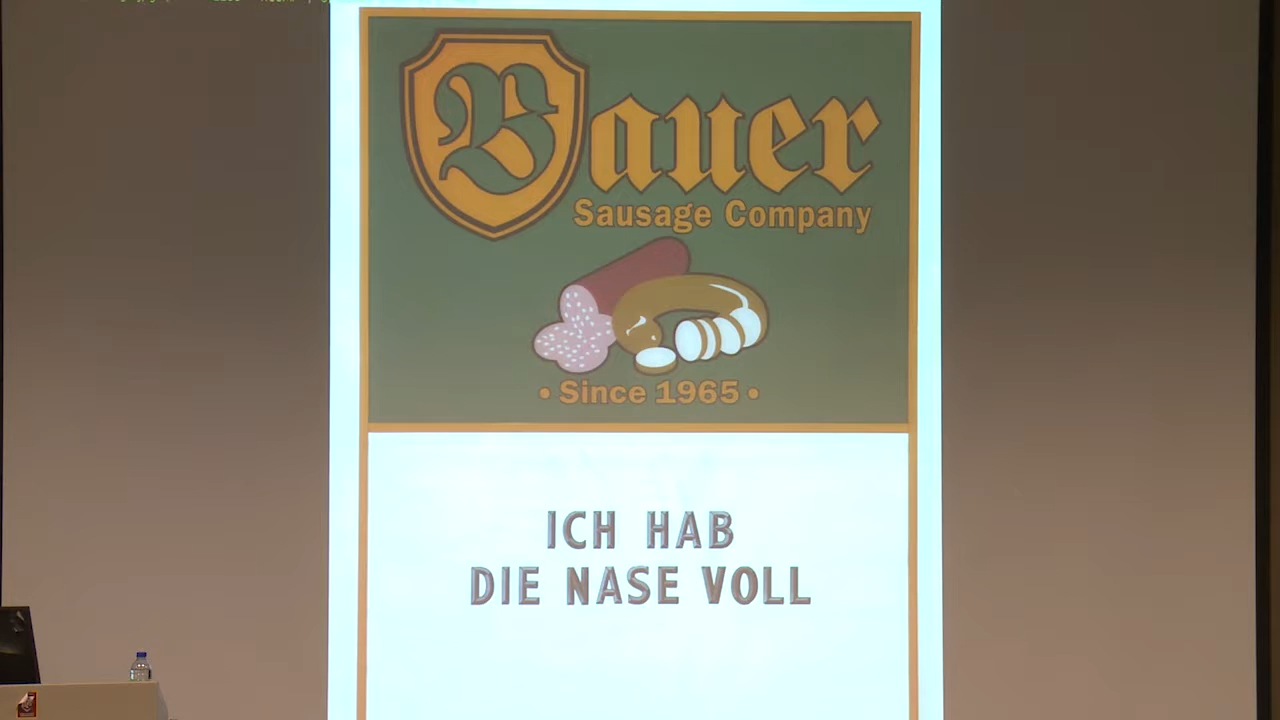 Bauer
Sausage Company
• Since 1965 •
ICH HAB
DIE NASE VOLL